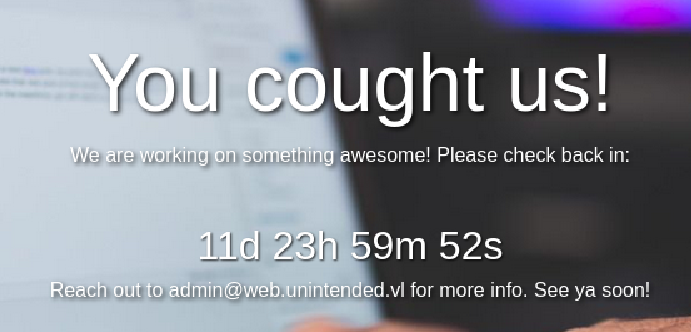 You cought us!
We are working on something awesome! Please check back in:
11d 23h 59m 52s
Reach out to admin@web.unintended.vl for more info. See ya soon!